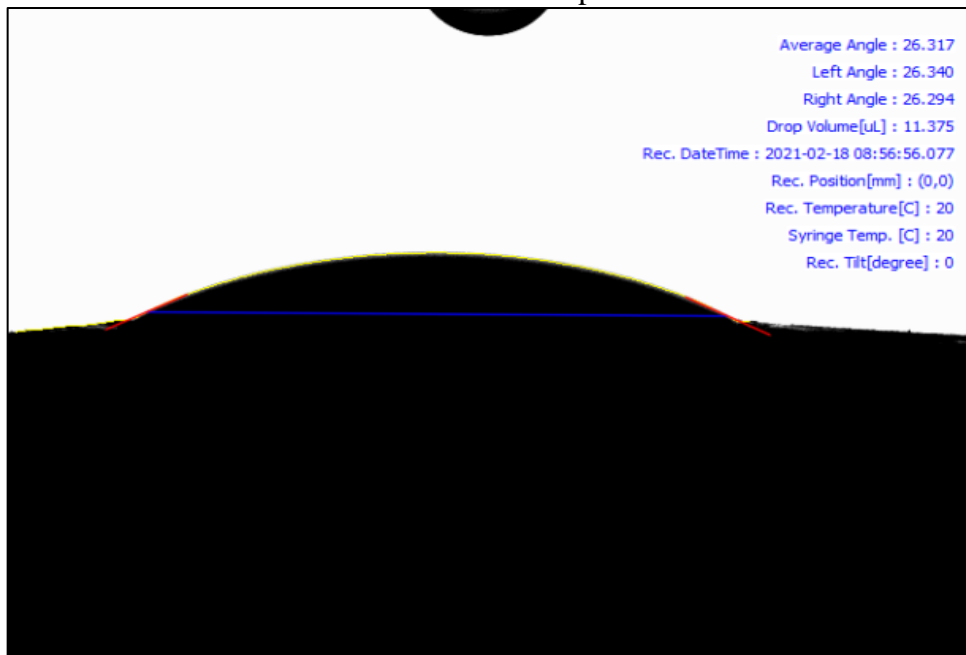 Average Angle : 26.317
Left Angle : 26.340
Right Angle : 26.294
Drop Volume[uL] : 11.375
Rec. DateTime : 2021-02-18 08:56:56.077
Rec. Position[mm] : (0,0)
Rec. Temperature[C] : 20
Syringe Temp. [C] : 20
Rec. Tilt[degree] : 0